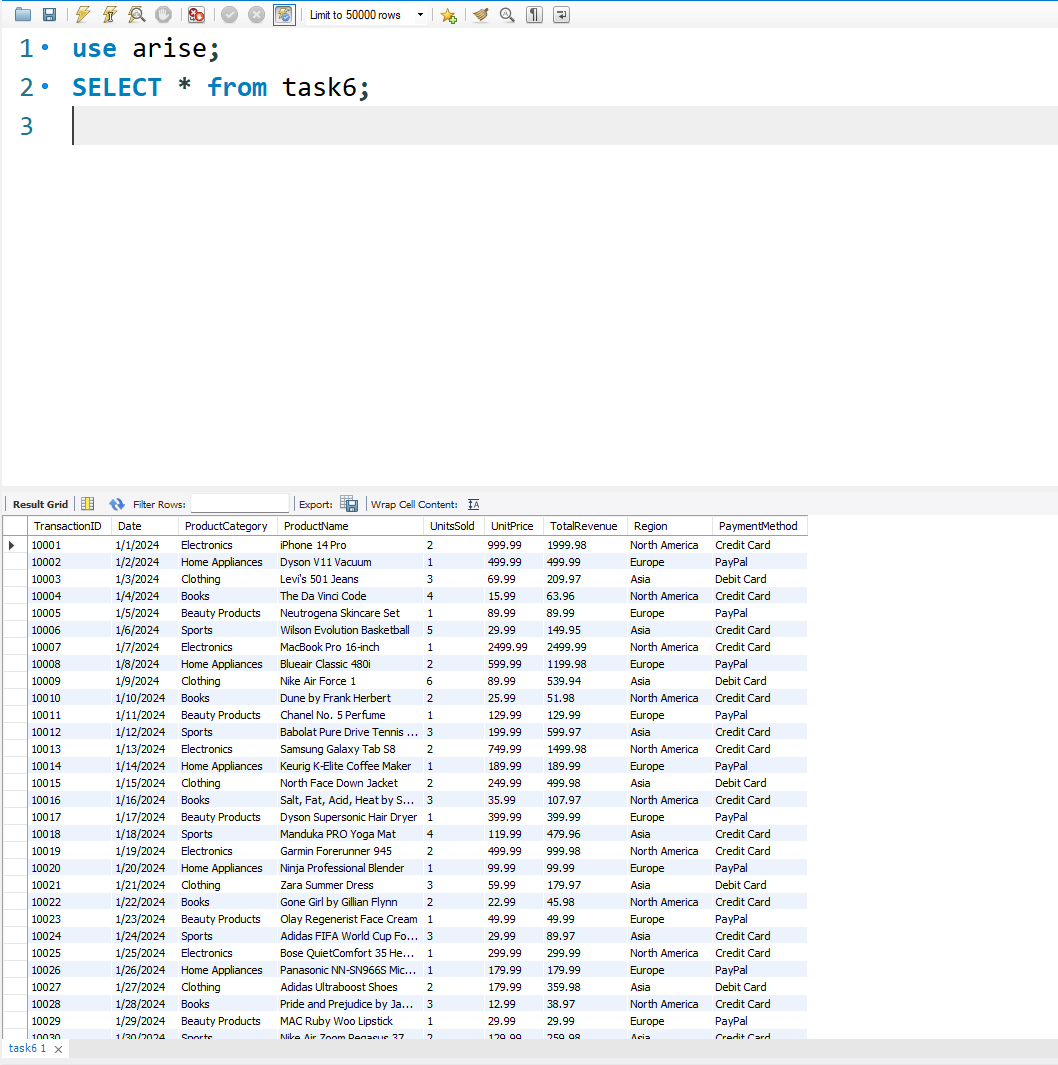 Limit to 50000 rows
1 use arise;
2 SELECT * from task6;
3
Result Grid Filter Rows: Export: Wrap Cell Content:
TransactionID Date ProductCategory ProductName UnitsSold UnitPrice TotalRevenue Region PaymentMethod
10001 1/1/2024 Electronics iPhone 14 Pro 2 999.99 1999.98 North America Credit Card
10002 1/2/2024 Home Appliances Dyson V11 Vacuum 1 499.99 499.99 Europe PayPal
10003 1/3/2024 Clothing Levi's 501 Jeans 3 69.99 209.97 Asia Debit Card
10004 1/4/2024 Books The Da Vinci Code 4 15.99 63.96 North America Credit Card
10005 1/5/2024 Beauty Products Neutrogena Skincare Set 1 89.99 89.99 Europe PayPal
10006 1/6/2024 Sports Wilson Evolution Basketball 5 29.99 149.95 Asia Credit Card
10007 1/7/2024 Electronics MacBook Pro 16-inch 1 2499.99 2499.99 North America Credit Card
10008 1/8/2024 Home Appliances Blueair Classic 480i 2 599.99 1199.98 Europe PayPal
10009 1/9/2024 Clothing Nike Air Force 1 6 89.99 539.94 Asia Debit Card
10010 1/10/2024 Books Dune by Frank Herbert 2 25.99 51.98 North America Credit Card
10011 1/11/2024 Beauty Products Chanel No. 5 Perfume 1 129.99 129.99 Europe PayPal
10012 1/12/2024 Sports Babolat Pure Drive Tennis ... 3 199.99 599.97 Asia Credit Card
10013 1/13/2024 Electronics Samsung Galaxy Tab S8 2 749.99 1499.98 North America Credit Card
10014 1/14/2024 Home Appliances Keurig K-Elite Coffee Maker 1 189.99 189.99 Europe PayPal
10015 1/15/2024 Clothing North Face Down Jacket 2 249.99 499.98 Asia Debit Card
10016 1/16/2024 Books Salt, Fat, Acid, Heat by S... 3 35.99 107.97 North America Credit Card
10017 1/17/2024 Beauty Products Dyson Supersonic Hair Dryer 1 399.99 399.99 Europe PayPal
10018 1/18/2024 Sports Manduka PRO Yoga Mat 4 119.99 479.96 Asia Credit Card
10019 1/19/2024 Electronics Garmin Forerunner 945 2 499.99 999.98 North America Credit Card
10020 1/20/2024 Home Appliances Ninja Professional Blender 1 99.99 99.99 Europe PayPal
10021 1/21/2024 Clothing Zara Summer Dress 3 59.99 179.97 Asia Debit Card
10022 1/22/2024 Books Gone Girl by Gillian Flynn 2 22.99 45.98 North America Credit Card
10023 1/23/2024 Beauty Products Olay Regenerist Face Cream 1 49.99 49.99 Europe PayPal
10024 1/24/2024 Sports Adidas FIFA World Cup Fo... 3 29.99 89.97 Asia Credit Card
10025 1/25/2024 Electronics Bose QuietComfort 35 He... 1 299.99 299.99 North America Credit Card
10026 1/26/2024 Home Appliances Panasonic NN-SN966S Mic... 1 179.99 179.99 Europe PayPal
10027 1/27/2024 Clothing Adidas Ultraboost Shoes 2 179.99 359.98 Asia Debit Card
10028 1/28/2024 Books Pride and Prejudice by Ja... 3 12.99 38.97 North America Credit Card
10029 1/29/2024 Beauty Products MAC Ruby Woo Lipstick 1 29.99 29.99 Europe PayPal
10030 1/30/2024 Sports Nike Air Zoom Pegasus 37 2 129.99 259.98 Asia Credit Card
task6 1